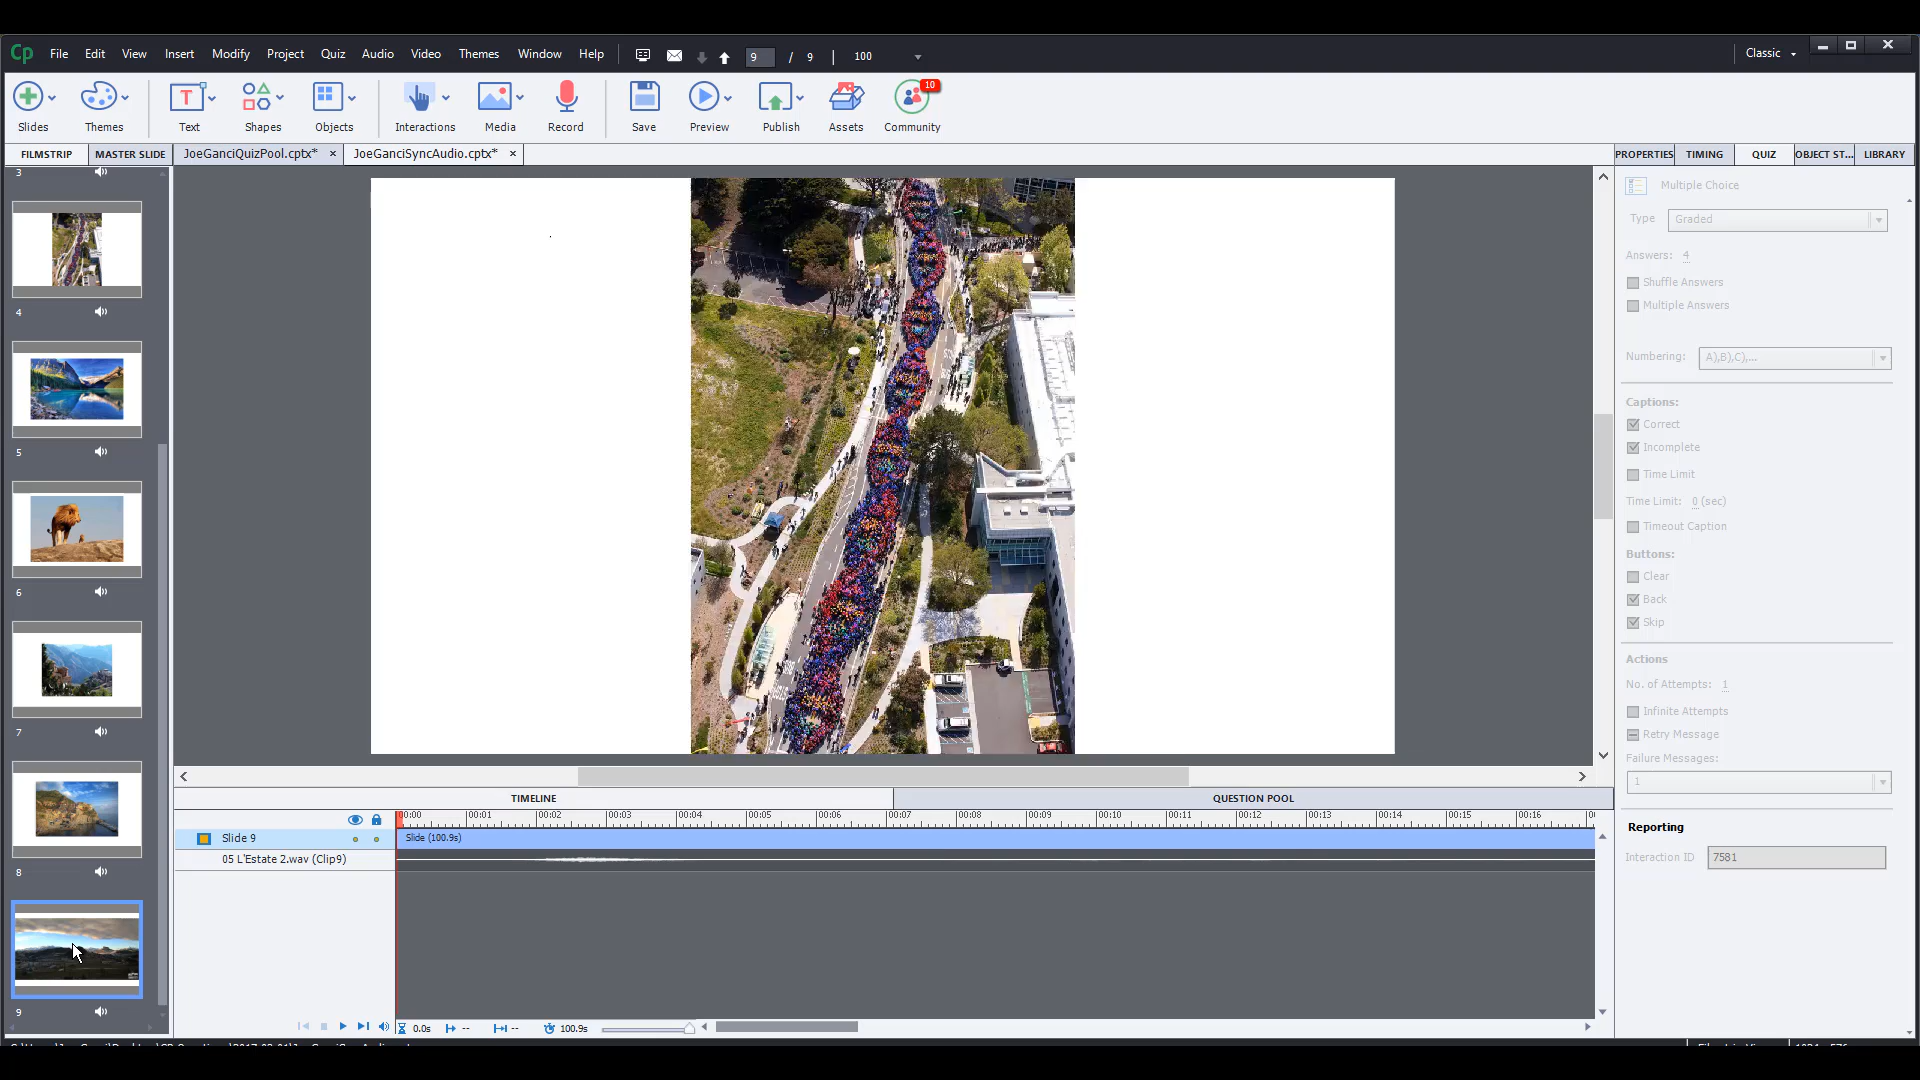 Cp File Edit View Insert Modify Project Quiz Audio Video Themes Window Help 9 / 9 100 Classic
10
Slides Themes Text Shapes Objects Interactions Media Record Save Preview Publish Assets Community
FILMSTRIP MASTER SLIDE JoeGanciQuizPool.cptx* × JoeGanciSyncAudio.cptx* × PROPERTIES TIMING QUIZ OBJECT ST... LIBRARY
3
4
5
6
7
8
9
Multiple Choice
Type Graded
Answers: 4
Shuffle Answers
Multiple Answers
Numbering: A),B),C),...
Captions:
Correct
Incomplete
Time Limit
Time Limit: 0 (sec)
Timeout Caption
Buttons:
Clear
Back
Skip
Actions
No. of Attempts: 1
Infinite Attempts
Retry Message
Failure Messages:
1
Reporting
Interaction ID 7581
TIMELINE QUESTION POOL
00:00 00:01 00:02 00:03 00:04 00:05 00:06 00:07 00:08 00:09 00:10 00:11 00:12 00:13 00:14 00:15 00:16
Slide 9 Slide (100.9s)
05 L'Estate 2.wav (Clip9)
0.0s -- -- 100.9s